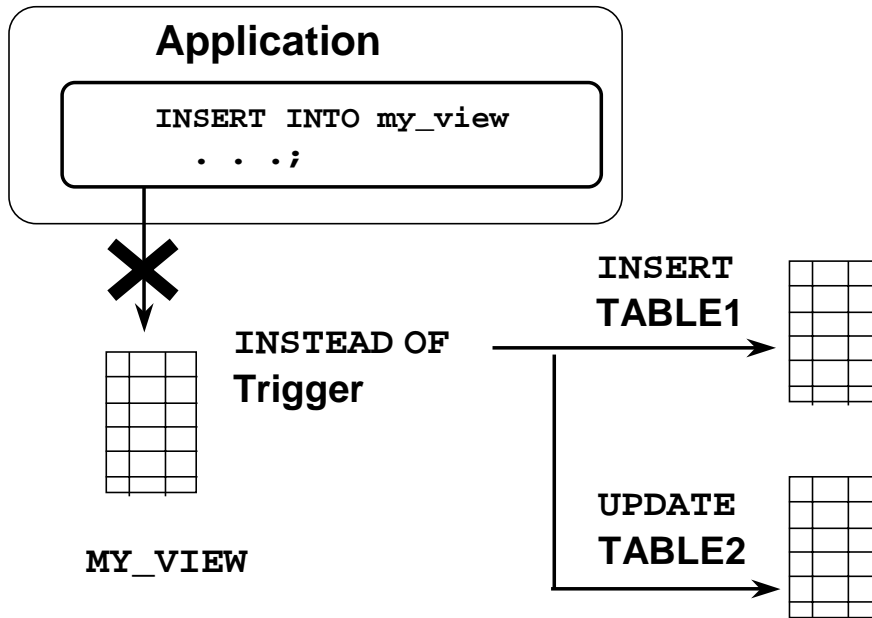 Application
INSERT INTO my_view
. . .;
INSERT
TABLE1
INSTEAD OF
Trigger
UPDATE
TABLE2
MY_VIEW